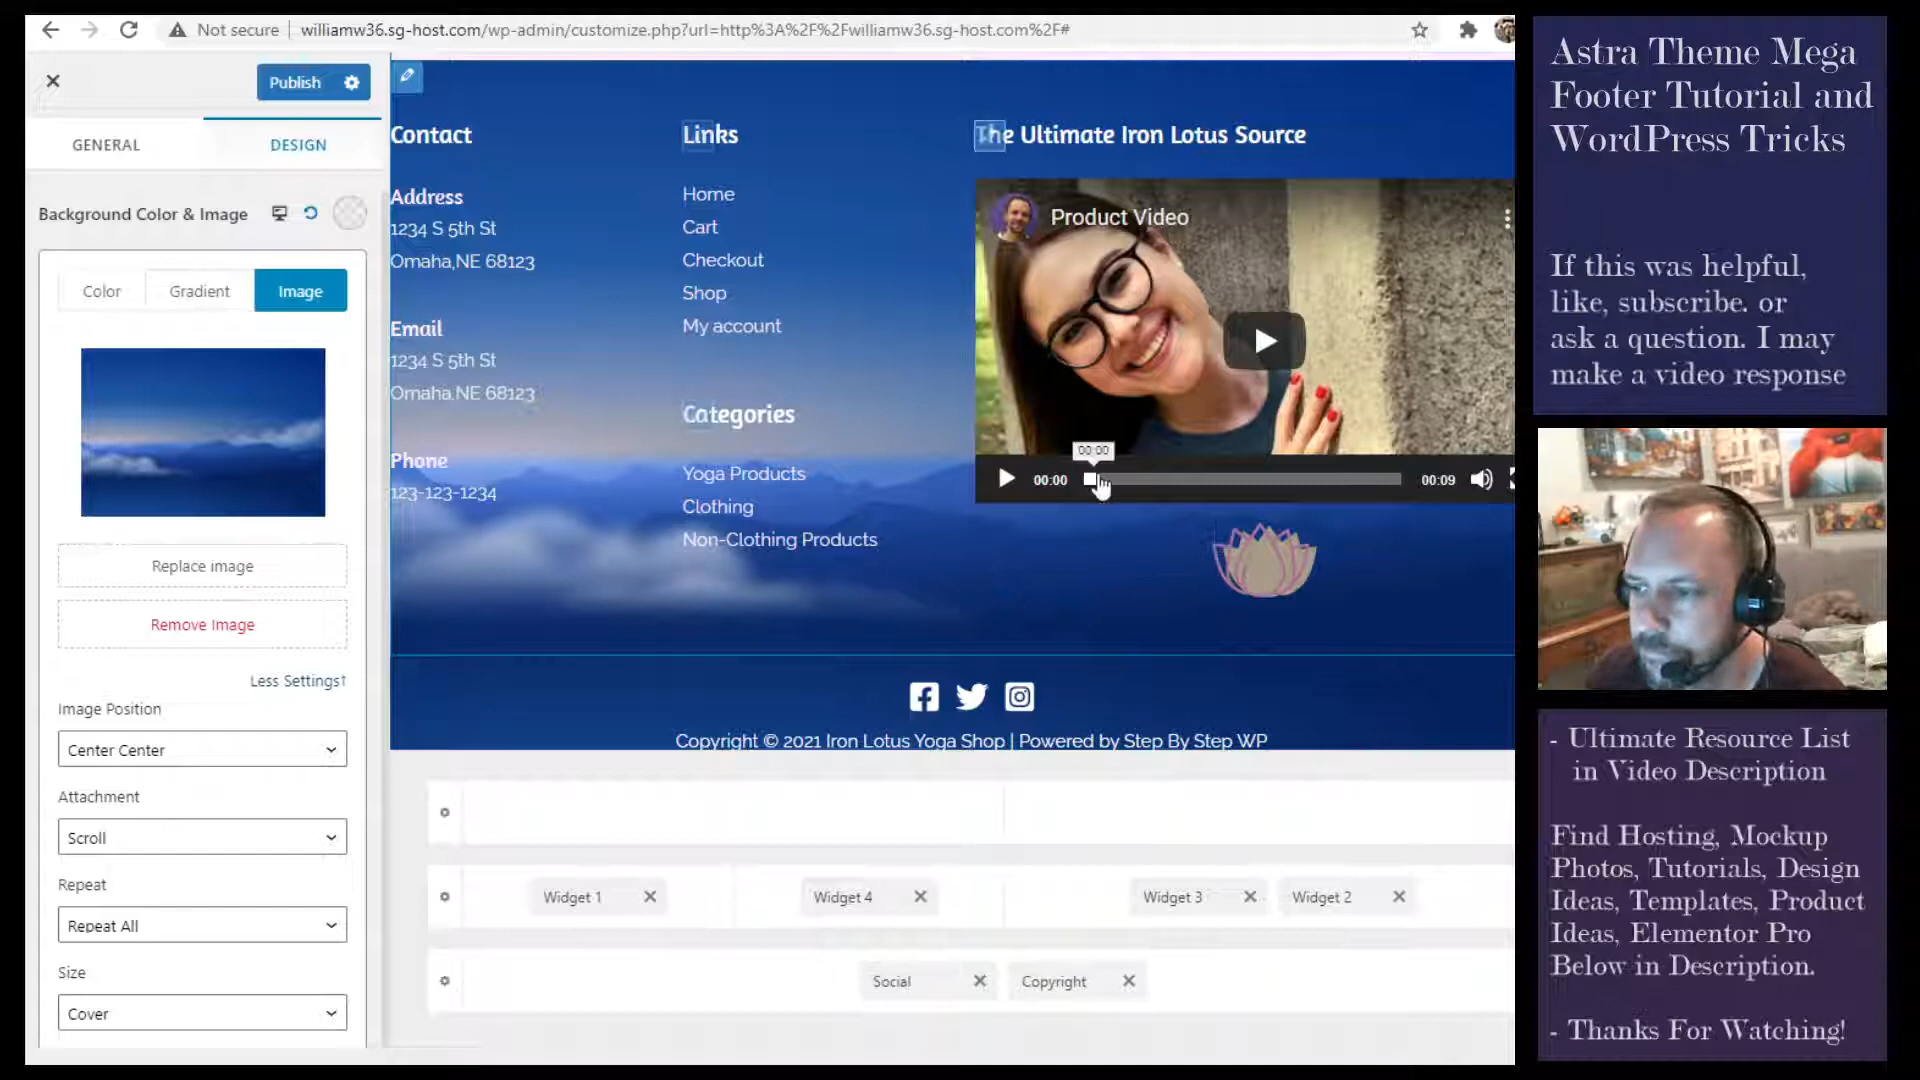 Not secure
williamw36.sg-host.com/wp-admin/customize.php?url=http%3A%2F%2Fwilliamw36.sg-host.com%2F#
Publish
GENERAL
DESIGN
Background Color & Image
Color
Gradient
Image
Replace image
Remove Image
Less Settings↑
Image Position
Center Center
Attachment
Scroll
Repeat
Repeat All
Size
Cover
Contact
Address
1234 S 5th St
Omaha,NE 68123
Email
1234 S 5th St
Omaha,NE 68123
Phone
123-123-1234
Links
Home
Cart
Checkout
Shop
My account
Categories
Yoga Products
Clothing
Non-Clothing Products
The Ultimate Iron Lotus Source
Product Video
00:00
00:00
00:09
Copyright © 2021 Iron Lotus Yoga Shop | Powered by Step By Step WP
Widget 1
Widget 4
Widget 3
Widget 2
Social
Copyright
Astra Theme Mega
Footer Tutorial and
WordPress Tricks
If this was helpful,
like, subscribe. or
ask a question. I may
make a video response
- Ultimate Resource List
in Video Description
Find Hosting, Mockup
Photos, Tutorials, Design
Ideas, Templates, Product
Ideas, Elementor Pro
Below in Description.
- Thanks For Watching!